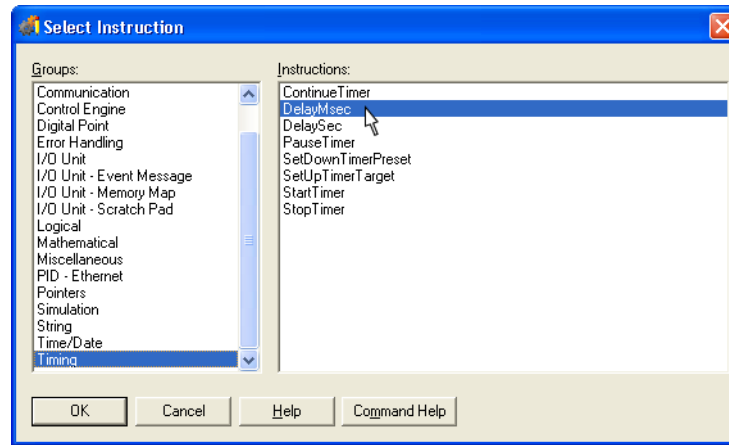 Select Instruction
Groups:
Communication
Control Engine
Digital Point
Error Handling
I/O Unit
I/O Unit - Event Message
I/O Unit - Memory Map
I/O Unit - Scratch Pad
Logical
Mathematical
Miscellaneous
PID - Ethernet
Pointers
Simulation
String
Time/Date
Timing
Instructions:
ContinueTimer
DelayMsec
DelaySec
PauseTimer
SetDownTimerPreset
SetUpTimerTarget
StartTimer
StopTimer
OK Cancel Help Command Help